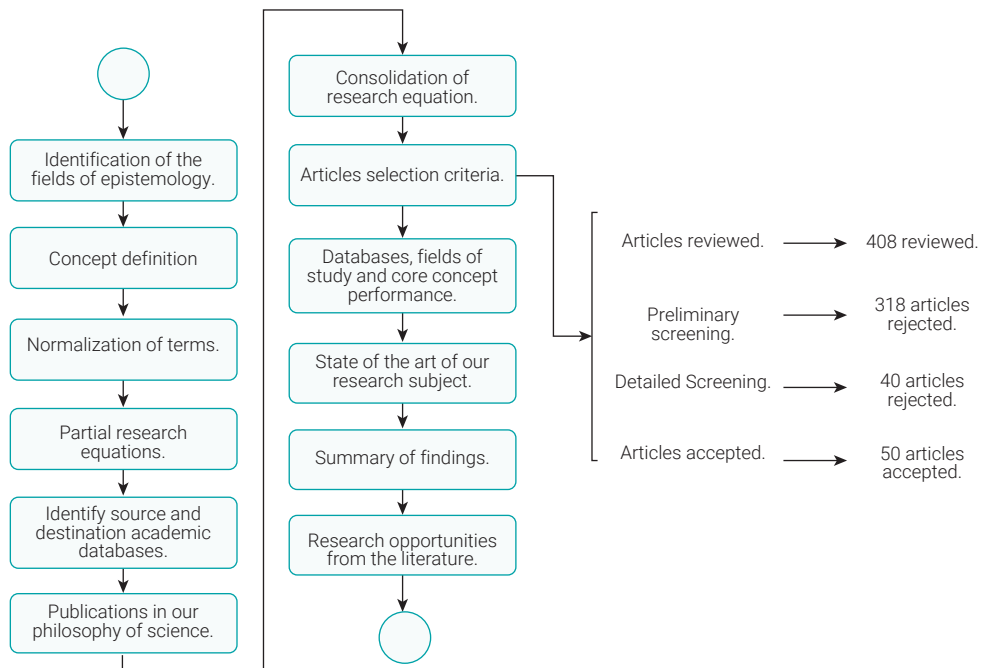 Identification of the
fields of epistemology.
Concept definition
Normalization of terms.
Partial research
equations.
Identify source and
destination academic
databases.
Publications in our
philosophy of science.
Consolidation of
research equation.
Articles selection criteria.
Databases, fields of
study and core concept
performance.
State of the art of our
research subject.
Summary of findings.
Research opportunities
from the literature.
Articles reviewed.
408 reviewed.
Preliminary
screening.
318 articles
rejected.
Detailed Screening.
40 articles
rejected.
Articles accepted.
50 articles
accepted.